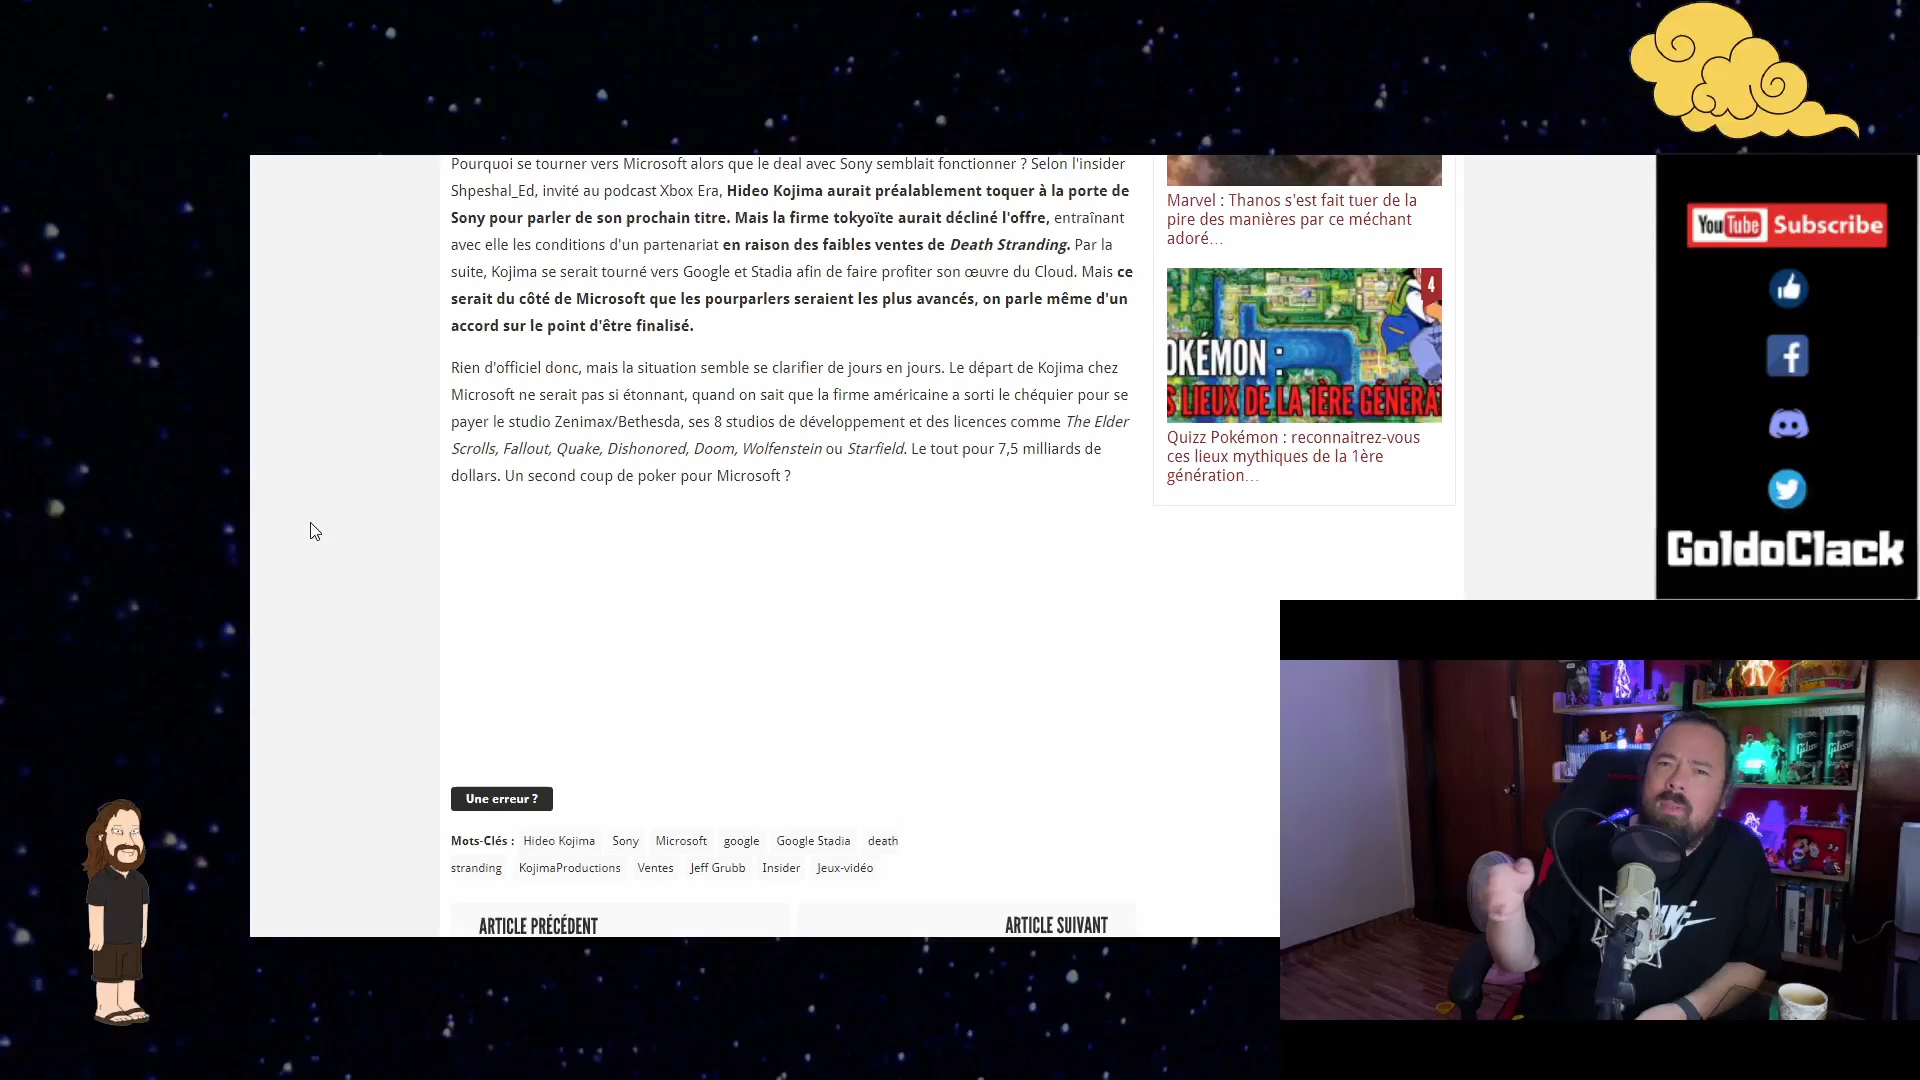 Pourquoi se tourner vers Microsoft alors que le deal avec Sony semblait fonctionner ? Selon l'insider
Shpeshal_Ed, invité au podcast Xbox Era, Hideo Kojima aurait préalablement toquer à la porte de
Sony pour parler de son prochain titre. Mais la firme tokyoïte aurait décliné l'offre, entraînant
avec elle les conditions d'un partenariat en raison des faibles ventes de Death Stranding. Par la
suite, Kojima se serait tourné vers Google et Stadia afin de faire profiter son œuvre du Cloud. Mais ce
serait du côté de Microsoft que les pourparlers seraient les plus avancés, on parle même d'un
accord sur le point d'être finalisé.
Rien d'officiel donc, mais la situation semble se clarifier de jours en jours. Le départ de Kojima chez
Microsoft ne serait pas si étonnant, quand on sait que la firme américaine a sorti le chéquier pour se
payer le studio Zenimax/Bethesda, ses 8 studios de développement et des licences comme The Elder
Scrolls, Fallout, Quake, Dishonored, Doom, Wolfenstein ou Starfield. Le tout pour 7,5 milliards de
dollars. Un second coup de poker pour Microsoft ?
Une erreur ?
Mots-Clés : Hideo Kojima Sony Microsoft google Google Stadia death
stranding KojimaProductions Ventes Jeff Grubb Insider Jeux-vidéo
ARTICLE PRÉCÉDENT
ARTICLE SUIVANT
Marvel : Thanos s'est fait tuer de la
pire des manières par ce méchant
adoré...
4
OKÉMON :
S LIEUX DE LA 1ÈRE GÉNÉRA
Quizz Pokémon : reconnaitrez-vous
ces lieux mythiques de la 1ère
génération...
YouTube Subscribe
GoldoClack